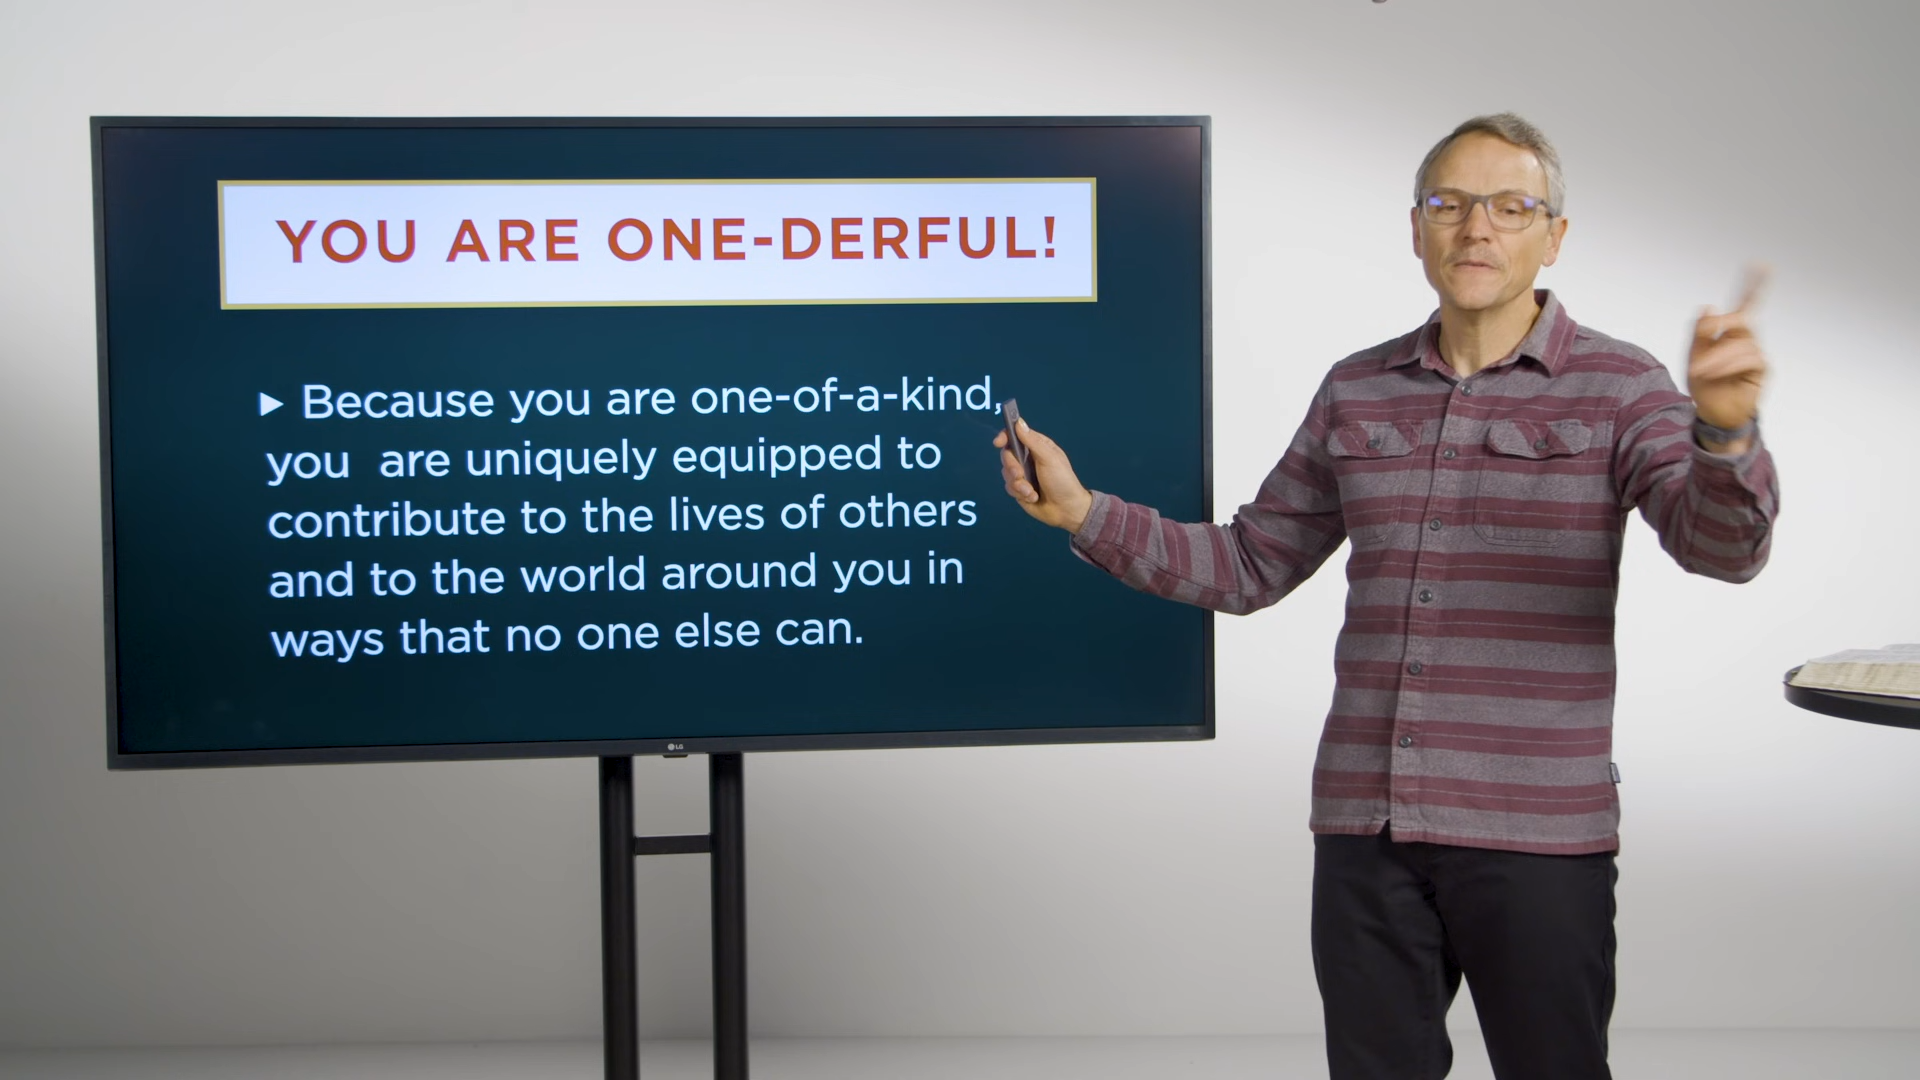 YOU ARE ONE-DERFUL!
▶ Because you are one-of-a-kind,
you are uniquely equipped to
contribute to the lives of others
and to the world around you in
ways that no one else can.
LG